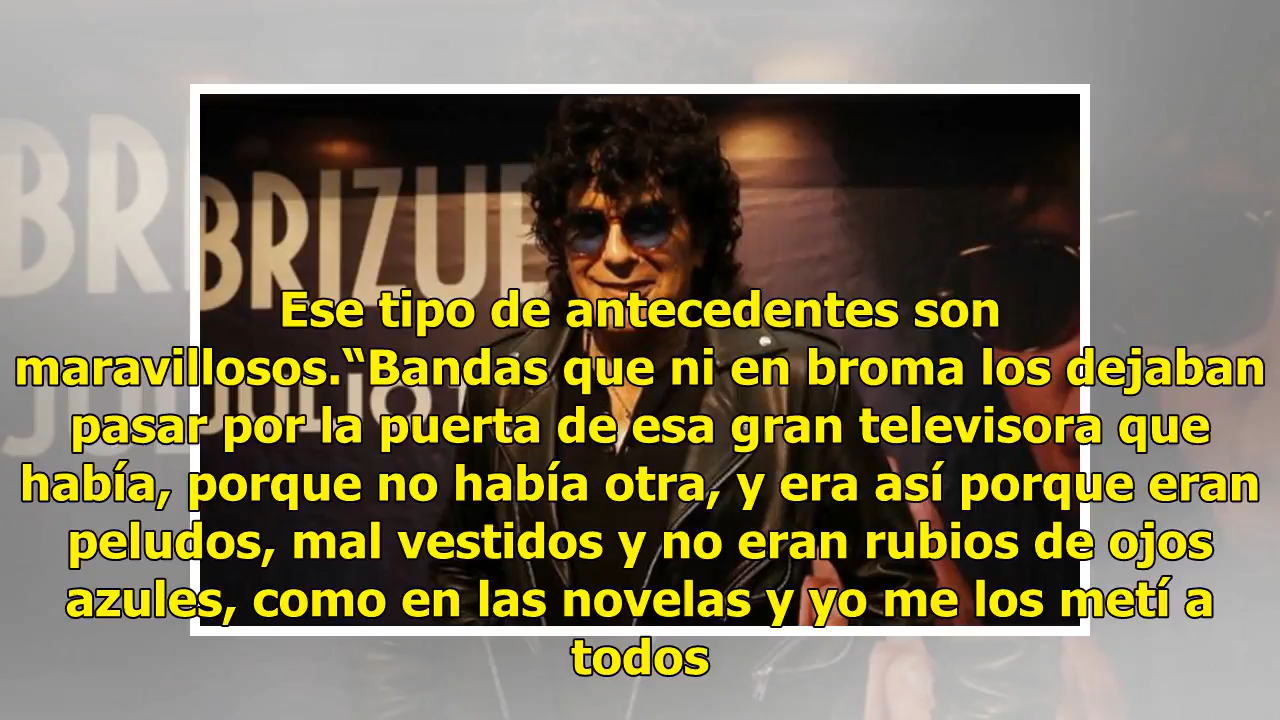 BR
BRIZUE
Ese tipo de antecedentes son
maravillosos.“Bandas que ni en broma los dejaban
pasar por la puerta de esa gran televisora que
había, porque no había otra, y era así porque eran
peludos, mal vestidos y no eran rubios de ojos
azules, como en las novelas y yo me los metí a
todos